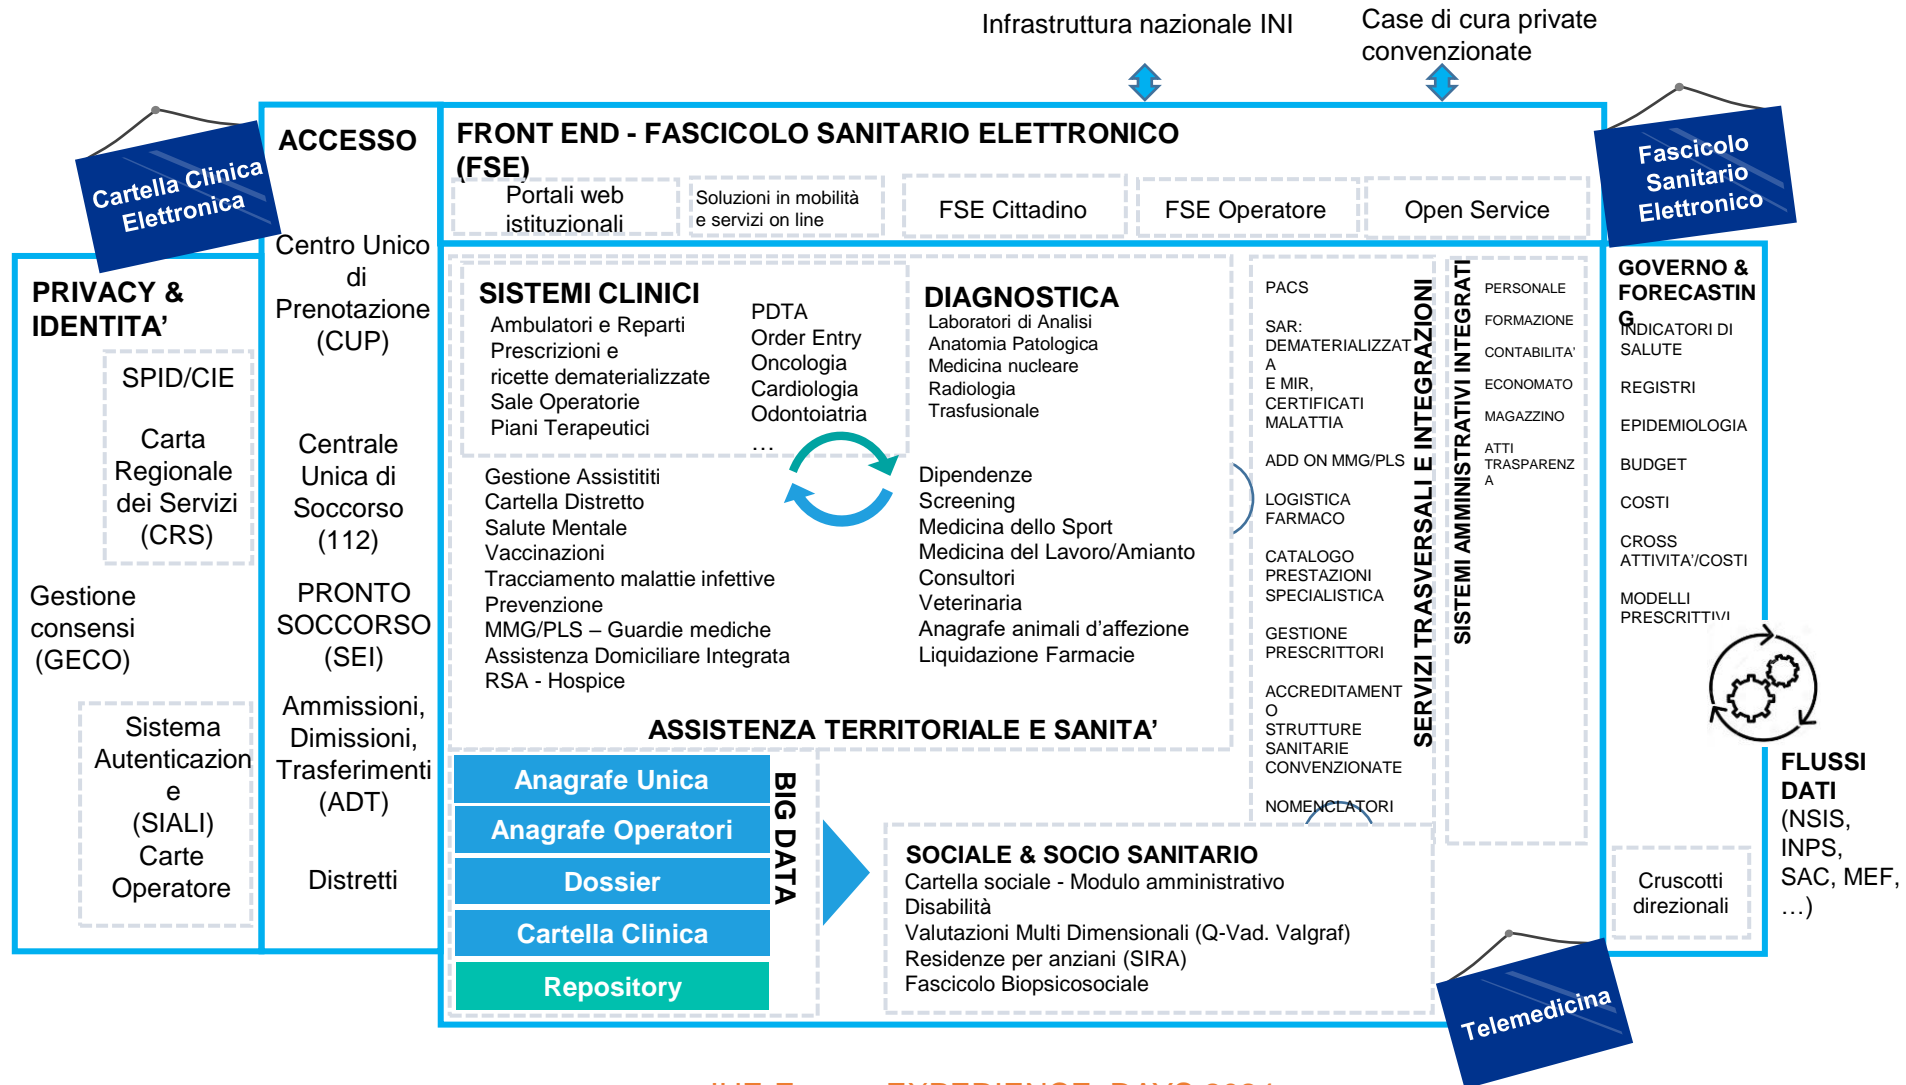 Infrastruttura nazionale INI
Case di cura private
convenzionate
Cartella Clinica
Elettronica
ACCESSO
FRONT END - FASCICOLO SANITARIO ELETTRONICO
(FSE)
Portali web
istituzionali
Soluzioni in mobilità
e servizi on line
FSE Cittadino
FSE Operatore
Open Service
Fascicolo
Sanitario
Elettronico
PRIVACY &
IDENTITA’
SPID/CIE
Carta
Regionale
dei Servizi
(CRS)
Gestione
consensi
(GECO)
Sistema
Autenticazion
e
(SIALI)
Carte
Operatore
Centro Unico
di
Prenotazione
(CUP)
Centrale
Unica di
Soccorso
(112)
PRONTO
SOCCORSO
(SEI)
Ammissioni,
Dimissioni,
Trasferimenti
(ADT)
Distretti
SISTEMI CLINICI
Ambulatori e Reparti
Prescrizioni e
ricette dematerializzate
Sale Operatorie
Piani Terapeutici
PDTA
Order Entry
Oncologia
Cardiologia
Odontoiatria
…
DIAGNOSTICA
Laboratori di Analisi
Anatomia Patologica
Medicina nucleare
Radiologia
Trasfusionale
Gestione Assistititi
Cartella Distretto
Salute Mentale
Vaccinazioni
Tracciamento malattie infettive
Prevenzione
MMG/PLS – Guardie mediche
Assistenza Domiciliare Integrata
RSA - Hospice
Dipendenze
Screening
Medicina dello Sport
Medicina del Lavoro/Amianto
Consultori
Veterinaria
Anagrafe animali d’affezione
Liquidazione Farmacie
ASSISTENZA TERRITORIALE E SANITA’
PACS
SAR:
DEMATERIALIZZAT
A
E MIR,
CERTIFICATI
MALATTIA
ADD ON MMG/PLS
LOGISTICA
FARMACO
CATALOGO
PRESTAZIONI
SPECIALISTICA
GESTIONE
PRESCRITTORI
ACCREDITAMENT
O
STRUTTURE
SANITARIE
CONVENZIONATE
NOMENCLATORI
SERVIZI TRASVERSALI E INTEGRAZIONI
SISTEMI AMMINISTRATIVI INTEGRATI
PERSONALE
FORMAZIONE
CONTABILITA’
ECONOMATO
MAGAZZINO
ATTI
TRASPARENZ
A
GOVERNO &
FORECASTIN
G
INDICATORI DI
SALUTE
REGISTRI
EPIDEMIOLOGIA
BUDGET
COSTI
CROSS
ATTIVITA’/COSTI
MODELLI
PRESCRITTIVI
Cruscotti
direzionali
FLUSSI
DATI
(NSIS,
INPS,
SAC, MEF,
…)
Anagrafe Unica
Anagrafe Operatori
Dossier
Cartella Clinica
Repository
BIG DATA
SOCIALE & SOCIO SANITARIO
Cartella sociale - Modulo amministrativo
Disabilità
Valutazioni Multi Dimensionali (Q-Vad. Valgraf)
Residenze per anziani (SIRA)
Fascicolo Biopsicosociale
Telemedicina
EXPERIENCE DAYS